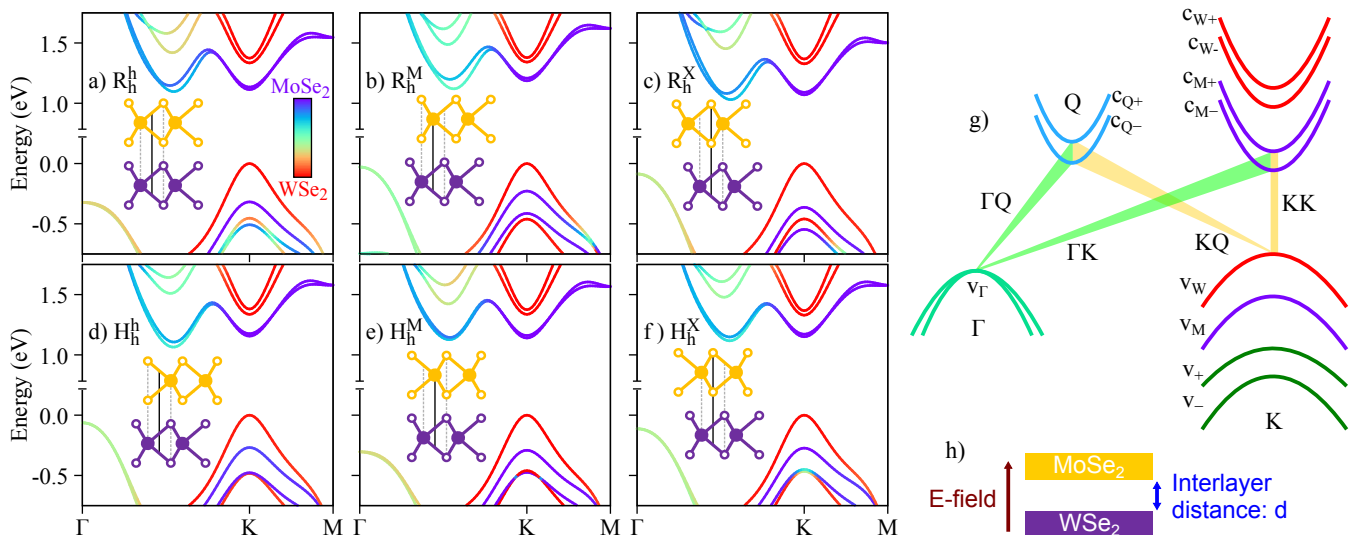 Energy (eV)
1.5
1.0
0.0
-0.5
a) R_h^h
MoSe₂
WSe₂
b) R_h^M
c) R_h^X
Energy (eV)
1.5
1.0
0.0
-0.5
d) H_h^h
e) H_h^M
f) H_h^X
Γ
K
M
K
M
K
M
g)
Q
c_Q+
c_Q−
c_W+
c_W-
c_M+
c_M−
ΓQ
ΓK
KQ
KK
v_Γ
Γ
v_W
v_M
v_+
v_−
K
h)
E-field
MoSe₂
WSe₂
Interlayer
distance: d